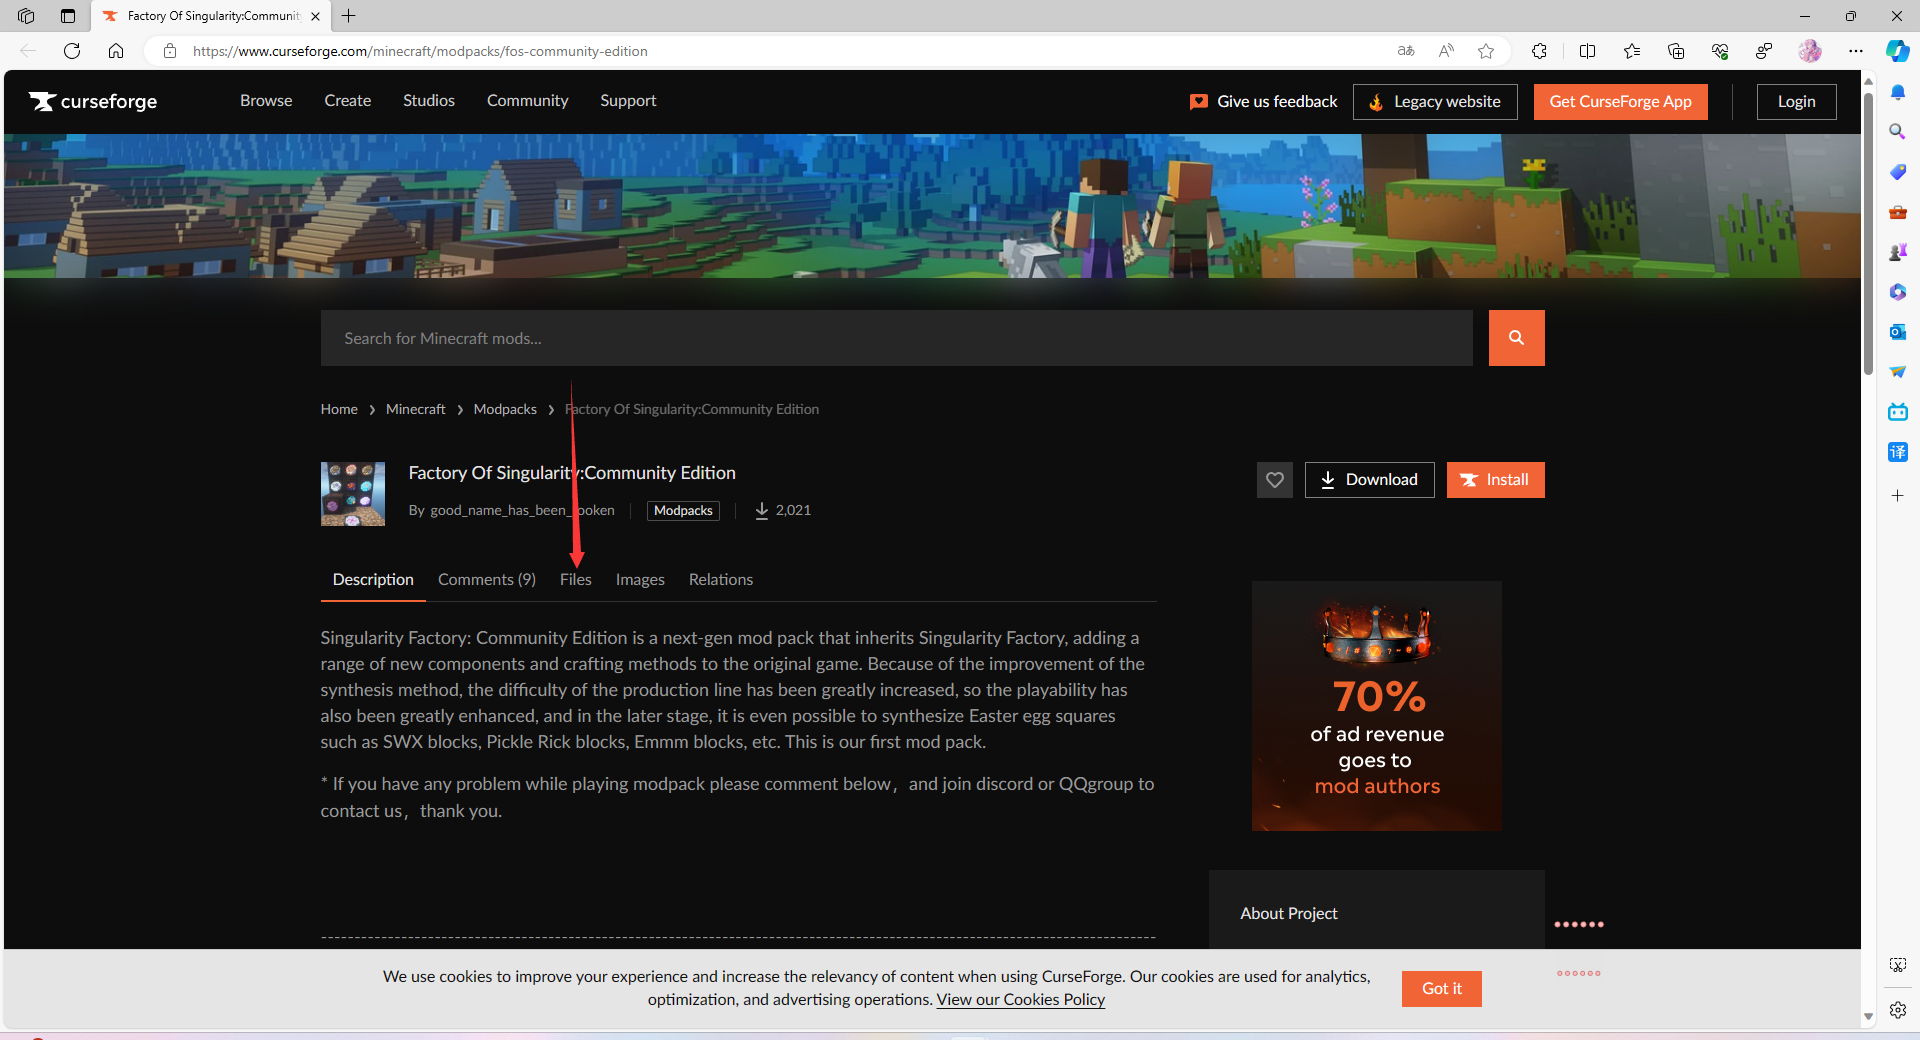 Factory Of Singularity:Communit
https://www.curseforge.com/minecraft/modpacks/fos-community-edition
curseforge
Browse
Create
Studios
Community
Support
Give us feedback
Legacy website
Get CurseForge App
Login
Search for Minecraft mods...
Home > Minecraft > Modpacks > Factory Of Singularity:Community Edition
Factory Of Singularity:Community Edition
Download
Install
By good_name_has_been_tooken
Modpacks
2,021
Description
Comments (9)
Files
Images
Relations
Singularity Factory: Community Edition is a next-gen mod pack that inherits Singularity Factory, adding a
range of new components and crafting methods to the original game. Because of the improvement of the
synthesis method, the difficulty of the production line has been greatly increased, so the playability has
also been greatly enhanced, and in the later stage, it is even possible to synthesize Easter egg squares
such as SWX blocks, Pickle Rick blocks, Emmm blocks, etc. This is our first mod pack.
* If you have any problem while playing modpack please comment below，and join discord or QQgroup to
contact us，thank you.
70%
of ad revenue
goes to
mod authors
About Project
We use cookies to improve your experience and increase the relevancy of content when using CurseForge. Our cookies are used for analytics,
optimization, and advertising operations. View our Cookies Policy
Got it
译